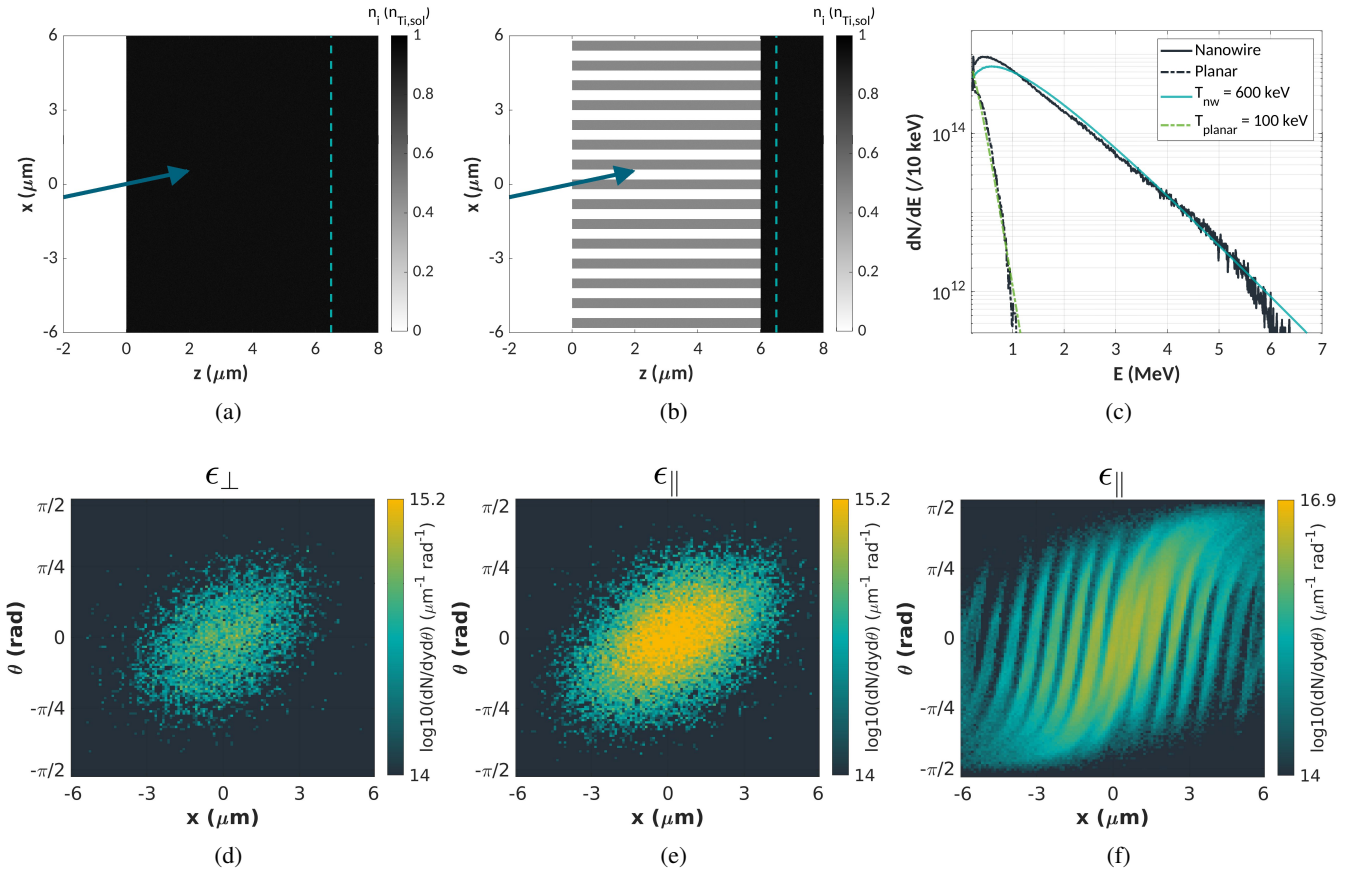 n_i (n_Ti,sol)
6
3
0
-3
-6
x (μm)
-2 0 2 4 6 8
z (μm)
1
0.8
0.6
0.4
0.2
0
(a)
n_i (n_Ti,sol)
6
3
0
-3
-6
x (μm)
-2 0 2 4 6 8
z (μm)
1
0.8
0.6
0.4
0.2
0
(b)
Nanowire
Planar
T_nw = 600 keV
T_planar = 100 keV
10^14
10^12
dN/dE (/10 keV)
1 2 3 4 5 6 7
E (MeV)
(c)
ϵ_⊥
π/2
π/4
0
-π/4
-π/2
θ (rad)
-6 -3 0 3 6
x (μm)
15.2
14
log10(dN/dydθ) (μm^-1 rad^-1)
(d)
ϵ_∥
π/2
π/4
0
-π/4
-π/2
θ (rad)
-6 -3 0 3 6
x (μm)
15.2
14
log10(dN/dydθ) (μm^-1 rad^-1)
(e)
ϵ_∥
π/2
π/4
0
-π/4
-π/2
θ (rad)
-6 -3 0 3 6
x (μm)
16.9
14
log10(dN/dydθ) (μm^-1 rad^-1)
(f)